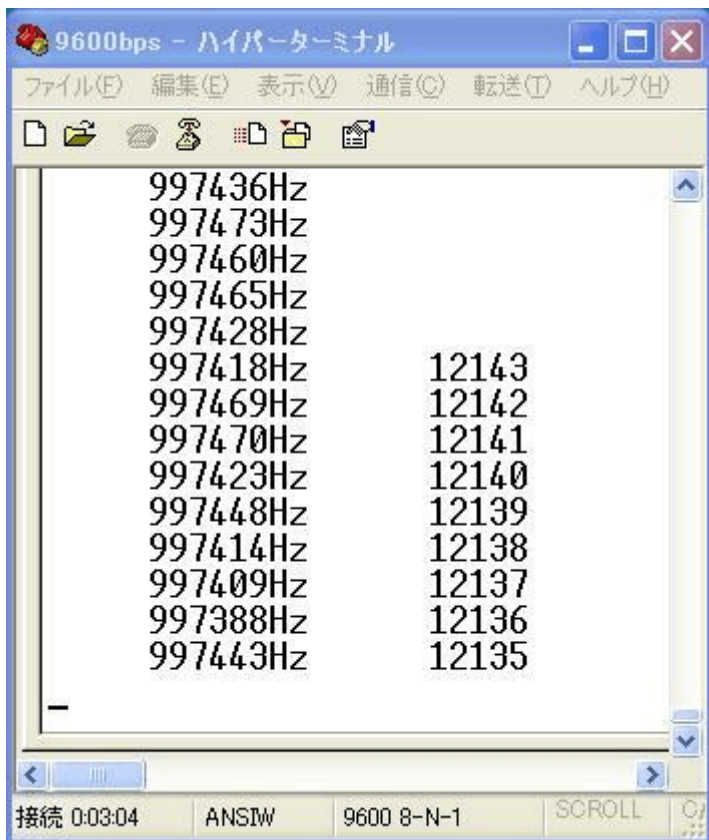 9600bps - ハイパーターミナル
ファイル(F) 編集(E) 表示(V) 通信(C) 転送(T) ヘルプ(H)
997436Hz
997473Hz
997460Hz
997465Hz
997428Hz
997418Hz 12143
997469Hz 12142
997470Hz 12141
997423Hz 12140
997448Hz 12139
997414Hz 12138
997409Hz 12137
997388Hz 12136
997443Hz 12135
接続 0:03:04 ANSIW 9600 8-N-1 SCROLL